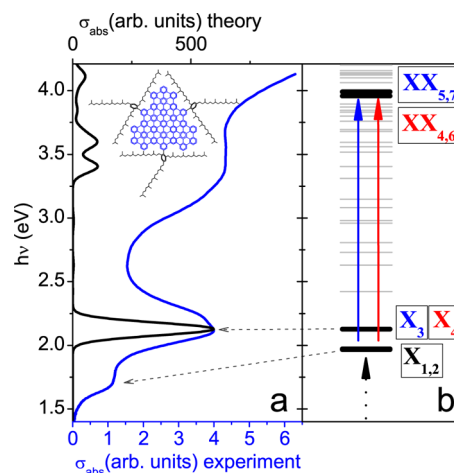 σabs(arb. units) theory
0 500
4.0
3.5
3.0
2.5
2.0
1.5
hν (eV)
a
0 1 2 3 4 5 6
σabs(arb. units) experiment
XX5,7
XX4,6
X3 X4
X1,2
b